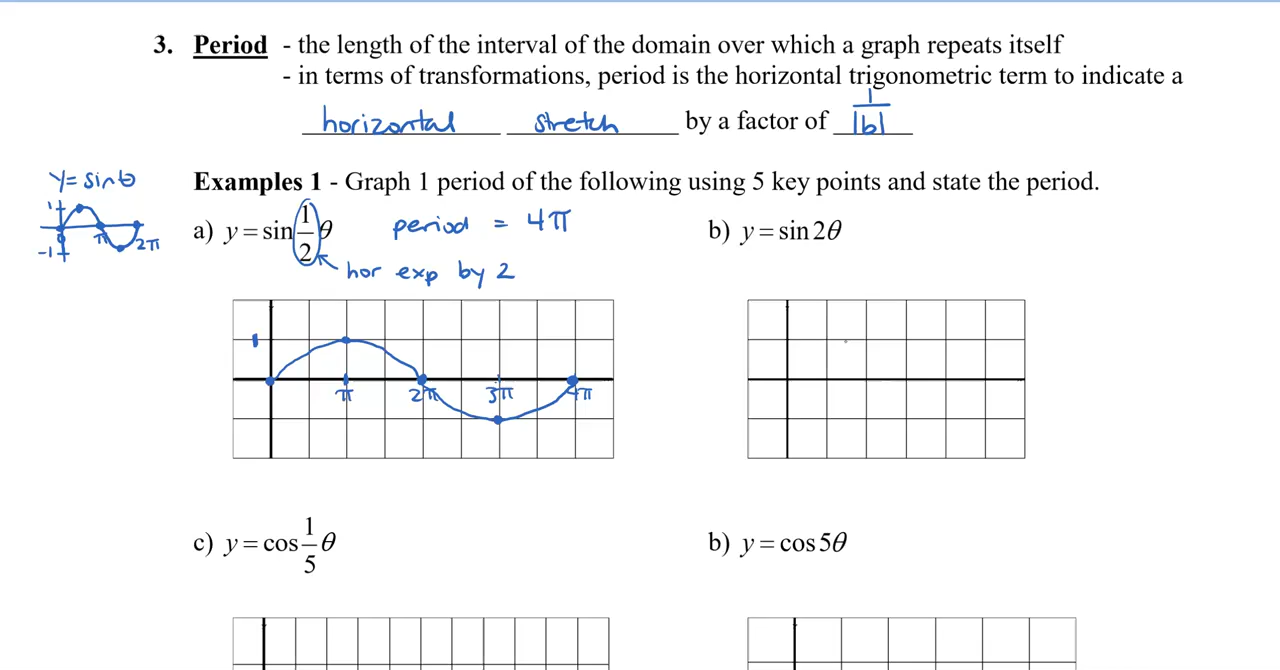 3. Period - the length of the interval of the domain over which a graph repeats itself
- in terms of transformations, period is the horizontal trigonometric term to indicate a
horizontal stretch by a factor of 1/|b|
y = sin θ
1
-1
0
π
2π
Examples 1 - Graph 1 period of the following using 5 key points and state the period.
a) y = sin 1/2 θ period = 4π
hor exp by 2
b) y = sin 2θ
1
π 2π 3π 4π
c) y = cos 1/5 θ
b) y = cos 5θ